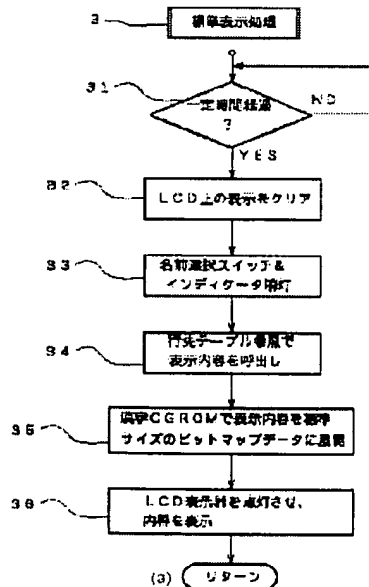 3
標準表示処理
31
定時間経過
?
NO
YES
32
LCD上の表示をクリア
33
名前選択スイッチ&
インディケータ消灯
34
行先テーブル参照で
表示内容を呼出し
35
漢字CGROMで表示内容を標準
サイズのビットマップデータに展開
36
LCD表示器を点灯させ、
内容を表示
(a)
リターン